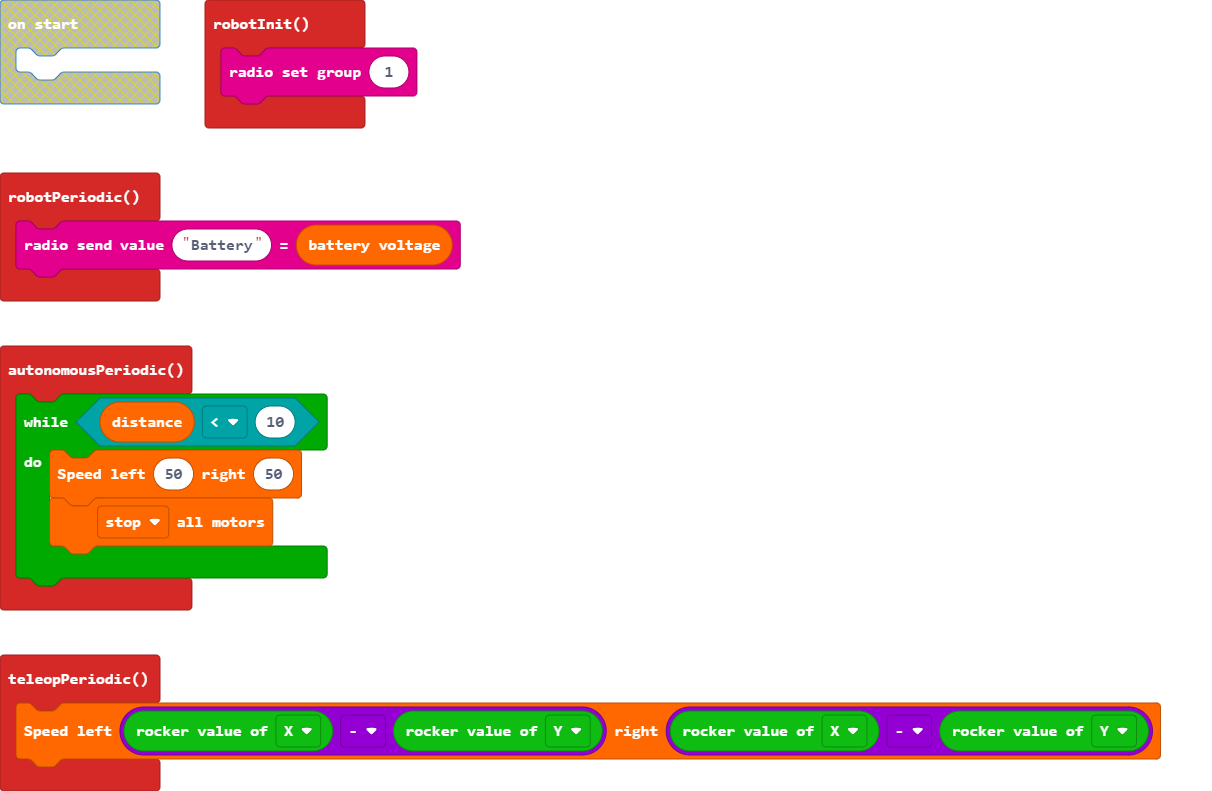 on start
robotInit()
radio set group 1
robotPeriodic()
radio send value "Battery" = battery voltage
autonomousPeriodic()
while distance < 10
do
Speed left 50 right 50
stop all motors
teleopPeriodic()
Speed left rocker value of X - rocker value of Y right rocker value of X - rocker value of Y